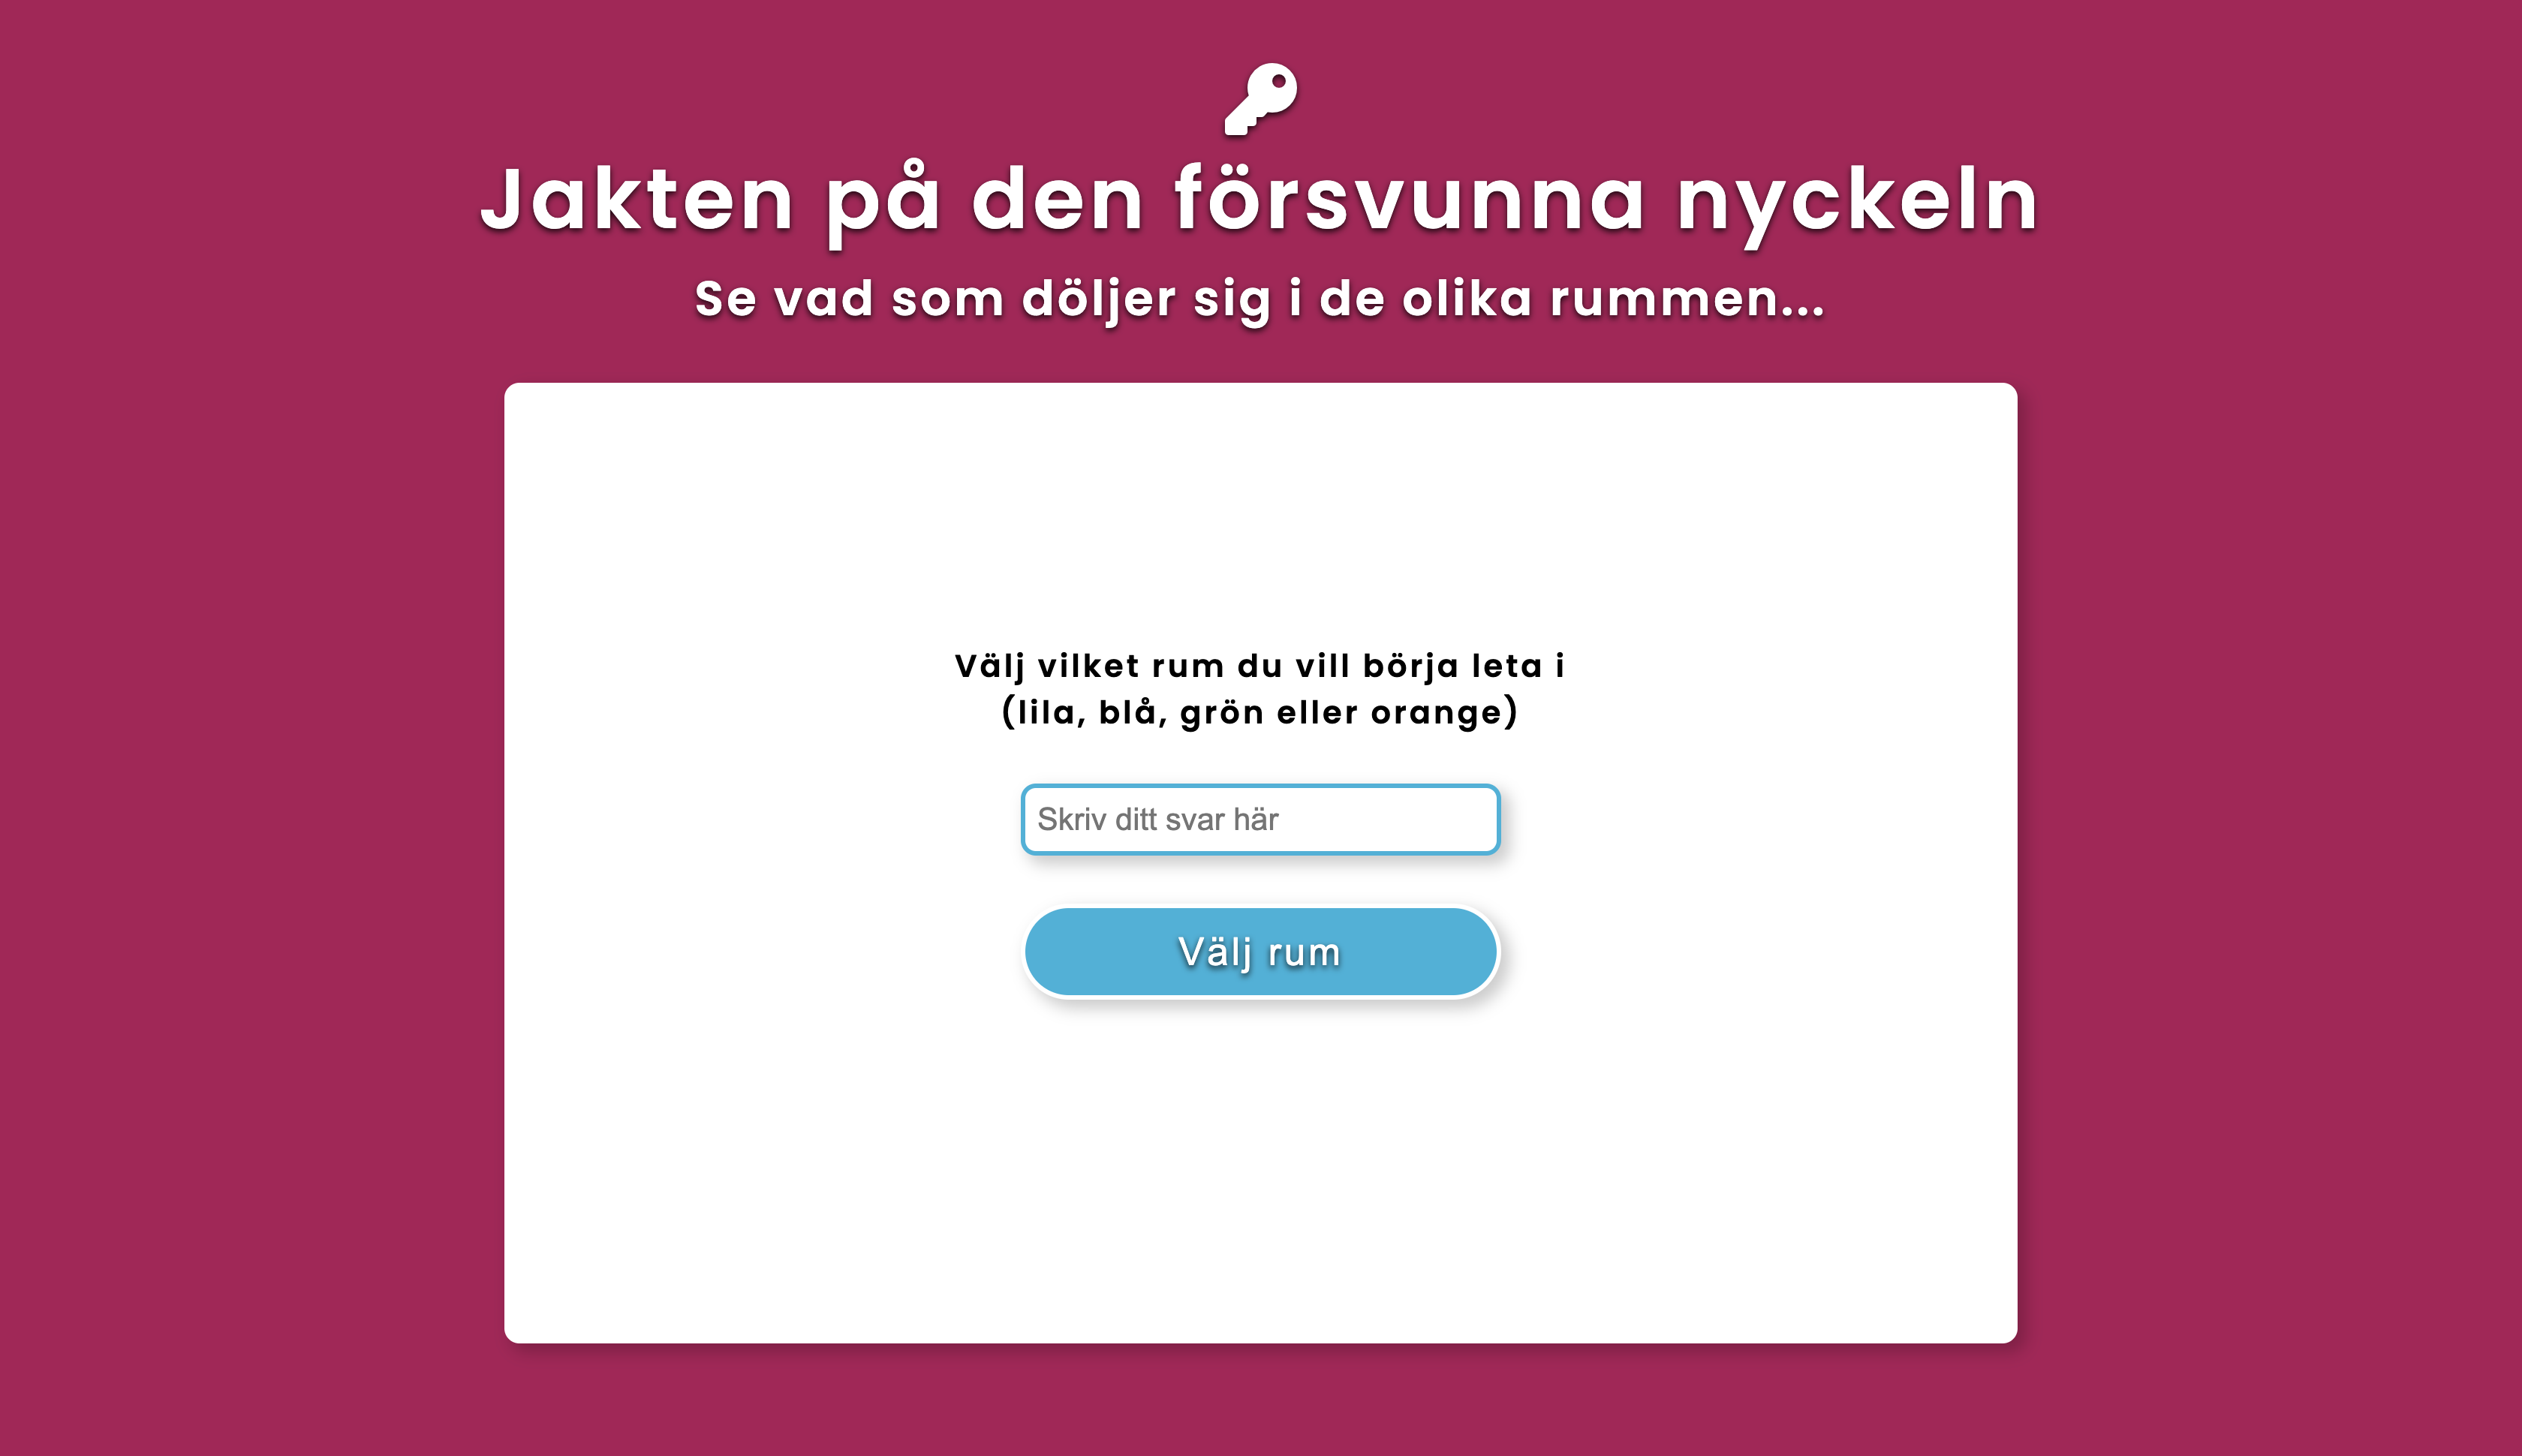 Jakten på den försvunna nyckeln
Se vad som döljer sig i de olika rummen...
Välj vilket rum du vill börja leta i
(lila, blå, grön eller orange)
Skriv ditt svar här
Välj rum